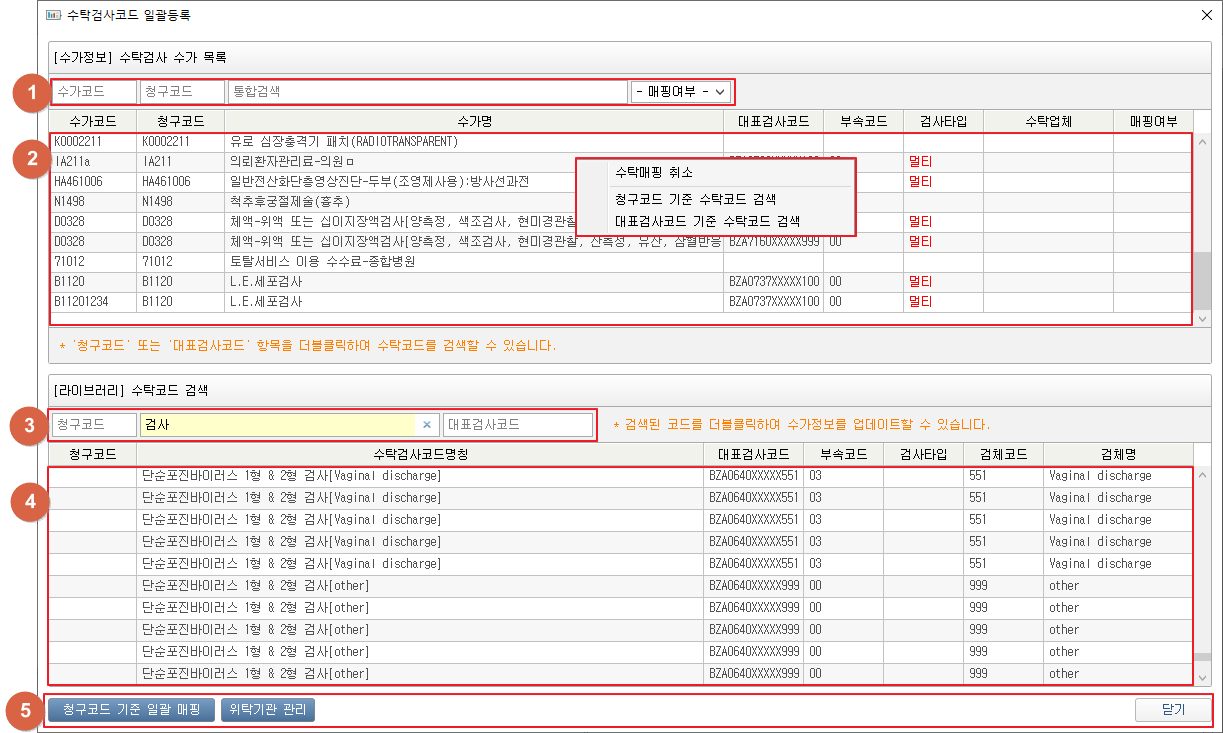 수탁검사코드 일괄등록
[수가정보] 수탁검사 수가 목록
1 수가코드 청구코드 통합검색 - 매핑여부 -
수가코드 청구코드 수가명 대표검사코드 부속코드 검사타입 수탁업체 매핑여부
K0002211 K0002211 유로 심장충격기 패치(RADIOTRANSPARENT)
2 IA211a IA211 의뢰환자관리료-의원ㅁ 00 멀티
수탁매핑 취소
청구코드 기준 수탁코드 검색
대표검사코드 기준 수탁코드 검색
HA461006 HA461006 일반전산화단층영상진단-두부(조영제사용):방사선과전 멀티
N1498 N1498 척추후궁절제술(흉추)
D0328 D0328 체액-위액 또는 십이지장액검사[양측정, 색조검사, 현미경관찰 멀티
D0328 D0328 체액-위액 또는 십이지장액검사[양측정, 색조검사, 현미경관찰, 산측정, 유산, 잠혈반응 BZA7160XXXXX999 00 멀티
71012 71012 토탈서비스 이용 수수료-종합병원
B1120 B1120 L.E.세포검사 BZA0737XXXXX100 00 멀티
B11201234 B1120 L.E.세포검사 BZA0737XXXXX100 00 멀티
* '청구코드' 또는 '대표검사코드' 항목을 더블클릭하여 수탁코드를 검색할 수 있습니다.
[라이브러리] 수탁코드 검색
3 청구코드 검사 × 대표검사코드 * 검색된 코드를 더블클릭하여 수가정보를 업데이트할 수 있습니다.
청구코드 수탁검사코드명칭 대표검사코드 부속코드 검사타입 검체코드 검체명
단순포진바이러스 1형 & 2형 검사[Vaginal discharge] BZA0640XXXXX551 03 551 Vaginal discharge
4 단순포진바이러스 1형 & 2형 검사[Vaginal discharge] BZA0640XXXXX551 03 551 Vaginal discharge
단순포진바이러스 1형 & 2형 검사[Vaginal discharge] BZA0640XXXXX551 03 551 Vaginal discharge
단순포진바이러스 1형 & 2형 검사[Vaginal discharge] BZA0640XXXXX551 03 551 Vaginal discharge
단순포진바이러스 1형 & 2형 검사[Vaginal discharge] BZA0640XXXXX551 03 551 Vaginal discharge
단순포진바이러스 1형 & 2형 검사[other] BZA0640XXXXX999 00 999 other
단순포진바이러스 1형 & 2형 검사[other] BZA0640XXXXX999 00 999 other
단순포진바이러스 1형 & 2형 검사[other] BZA0640XXXXX999 00 999 other
단순포진바이러스 1형 & 2형 검사[other] BZA0640XXXXX999 00 999 other
단순포진바이러스 1형 & 2형 검사[other] BZA0640XXXXX999 00 999 other
5 청구코드 기준 일괄 매핑 위탁기관 관리 닫기